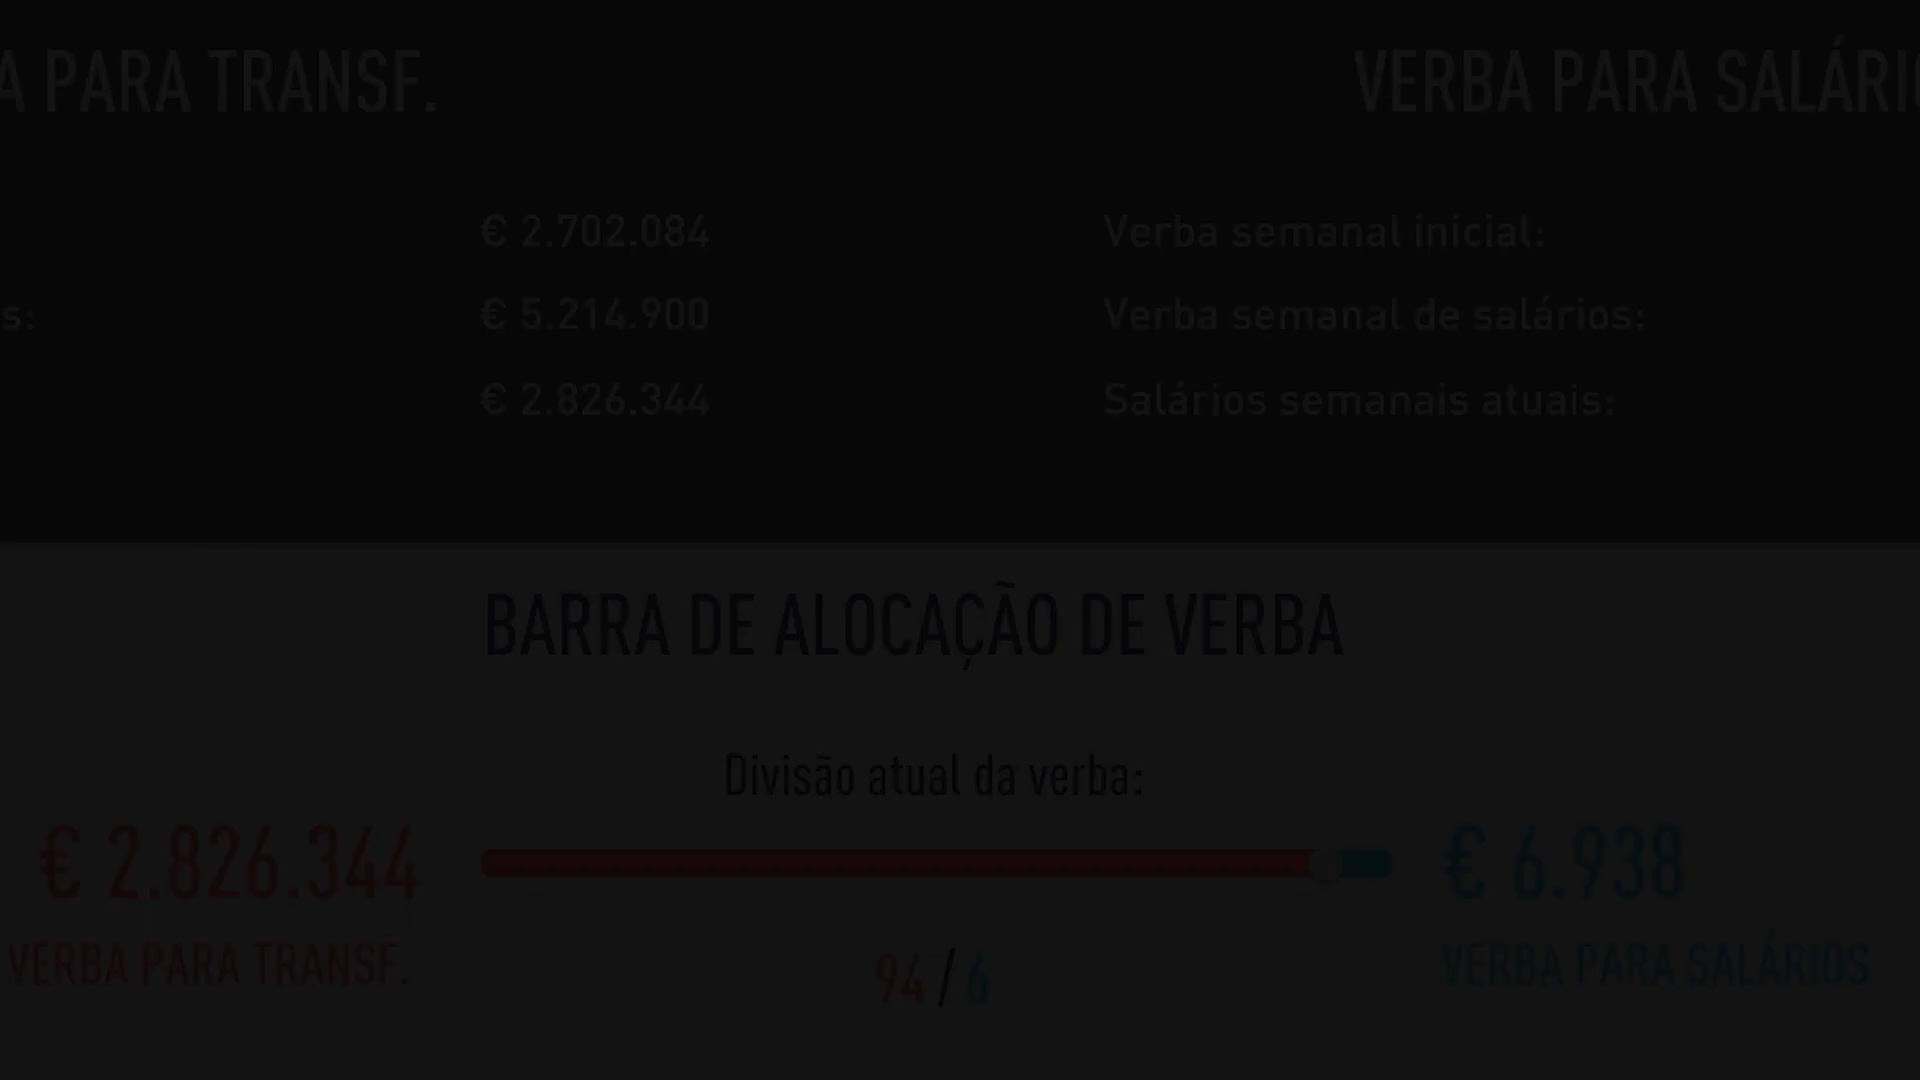 A PARA TRANSF.
VERBA PARA SALÁRIO
€ 2.702.084
Verba semanal inicial:
s:
€ 5.214.900
Verba semanal de salários:
€ 2.826.344
Salários semanais atuais:
BARRA DE ALOCAÇÃO DE VERBA
Divisão atual da verba:
€ 2.826.344
€ 6.938
VERBA PARA TRANSF.
94 / 6
VERBA PARA SALÁRIOS